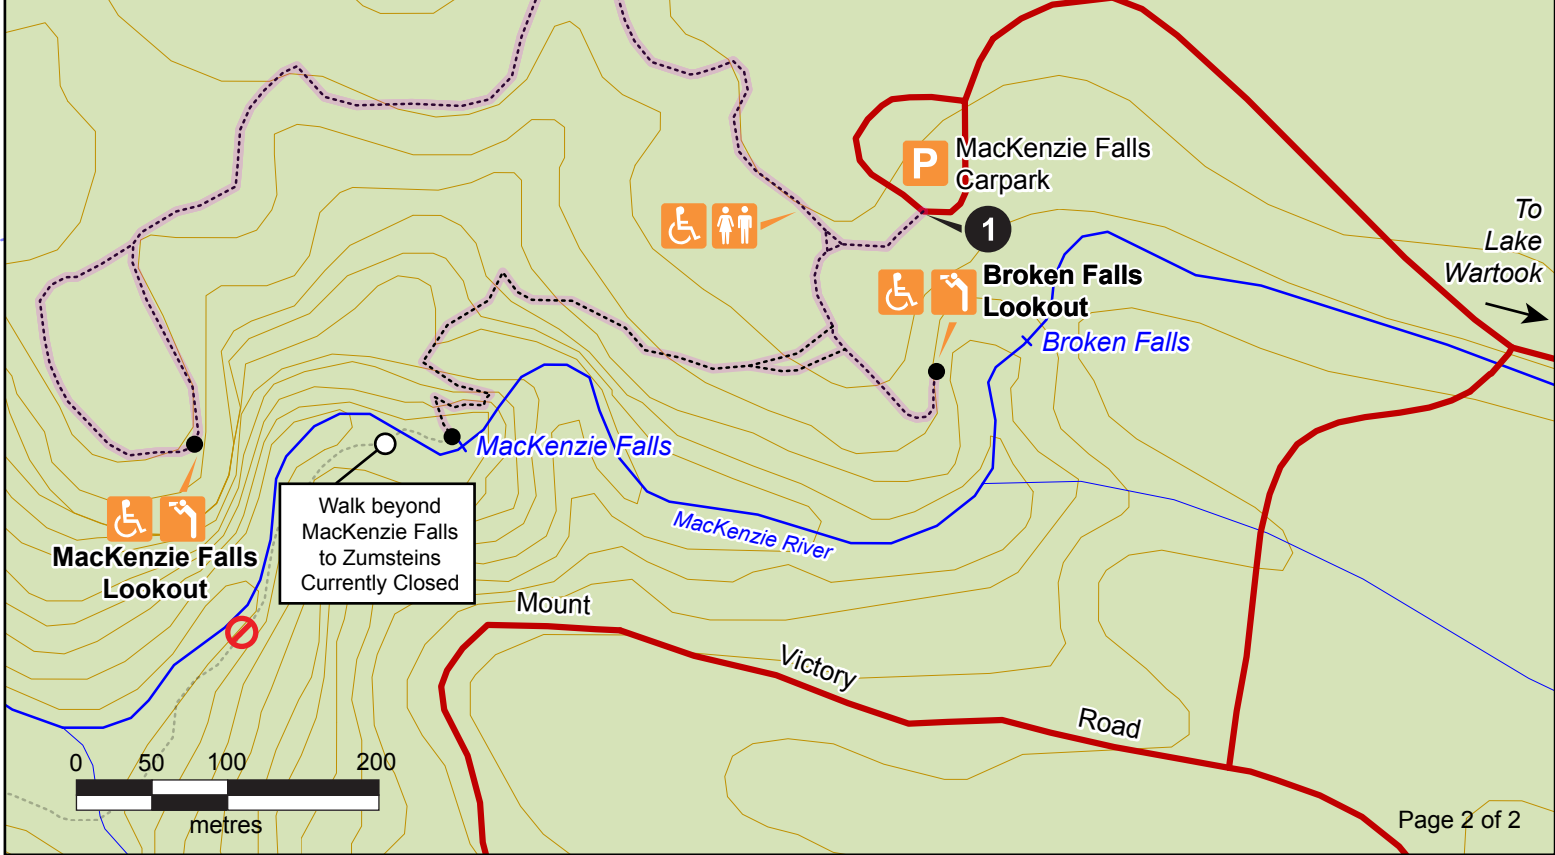 P
MacKenzie Falls
Carpark
1
To
Lake
Wartook
Broken Falls
Lookout
Broken Falls
MacKenzie Falls
Walk beyond
MacKenzie Falls
to Zumsteins
Currently Closed
MacKenzie River
MacKenzie Falls
Lookout
Mount
Victory
Road
0 50 100 200
metres
Page 2 of 2